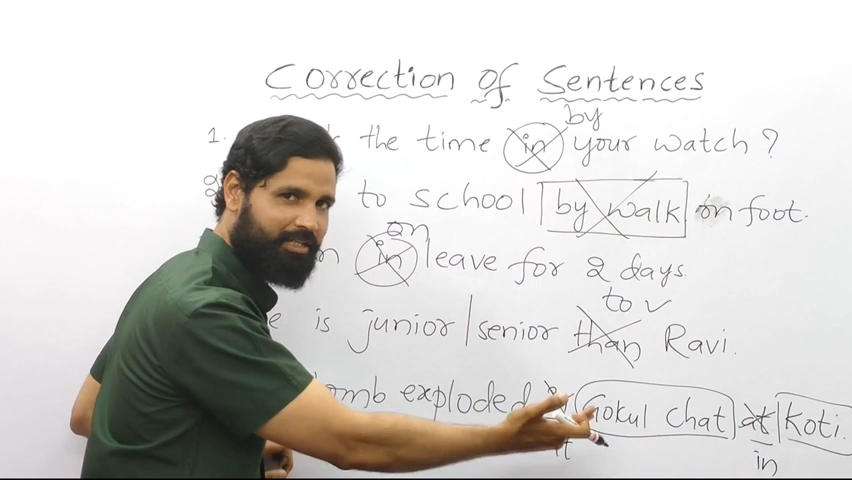 Correction of Sentences
by
1. the time in your watch?
to school by walk on foot.
on
in leave for 2 days.
to ✓
is junior/senior than Ravi.
exploded Gokul Chat at Koti.
in